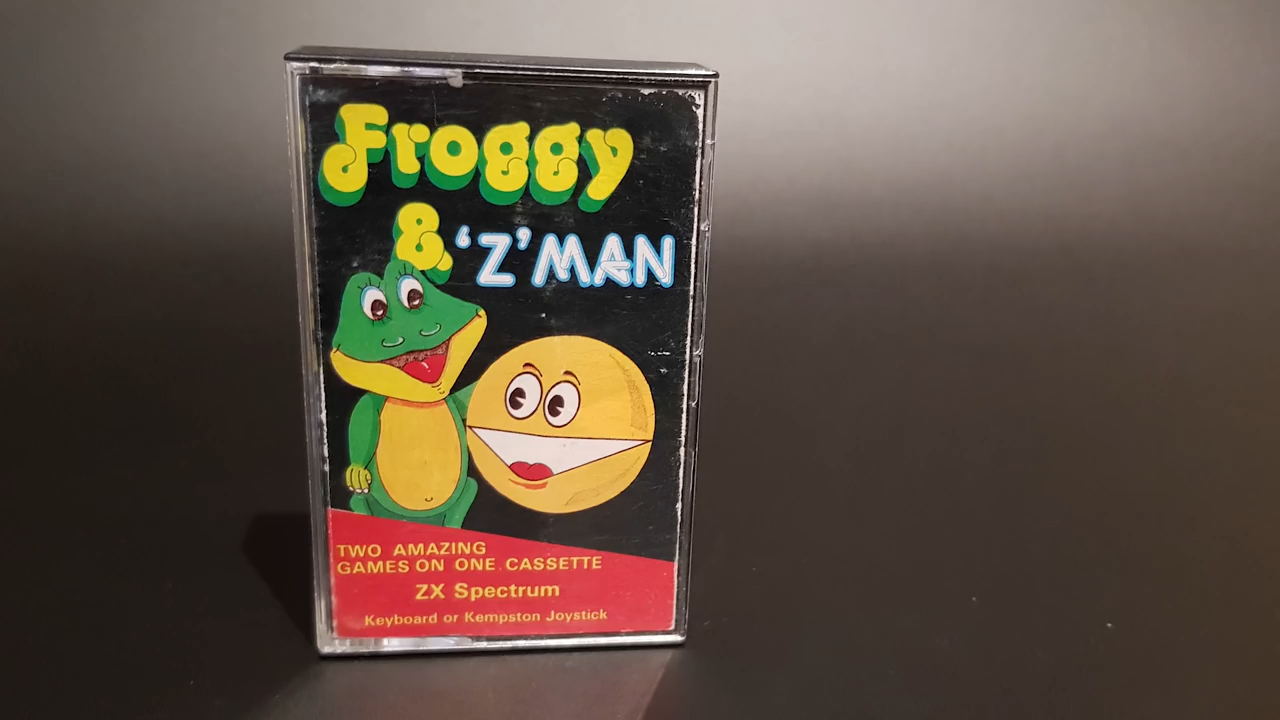 Froggy
& 'Z'MAN
TWO AMAZING
GAMES ON ONE CASSETTE
ZX Spectrum
Keyboard or Kempston Joystick